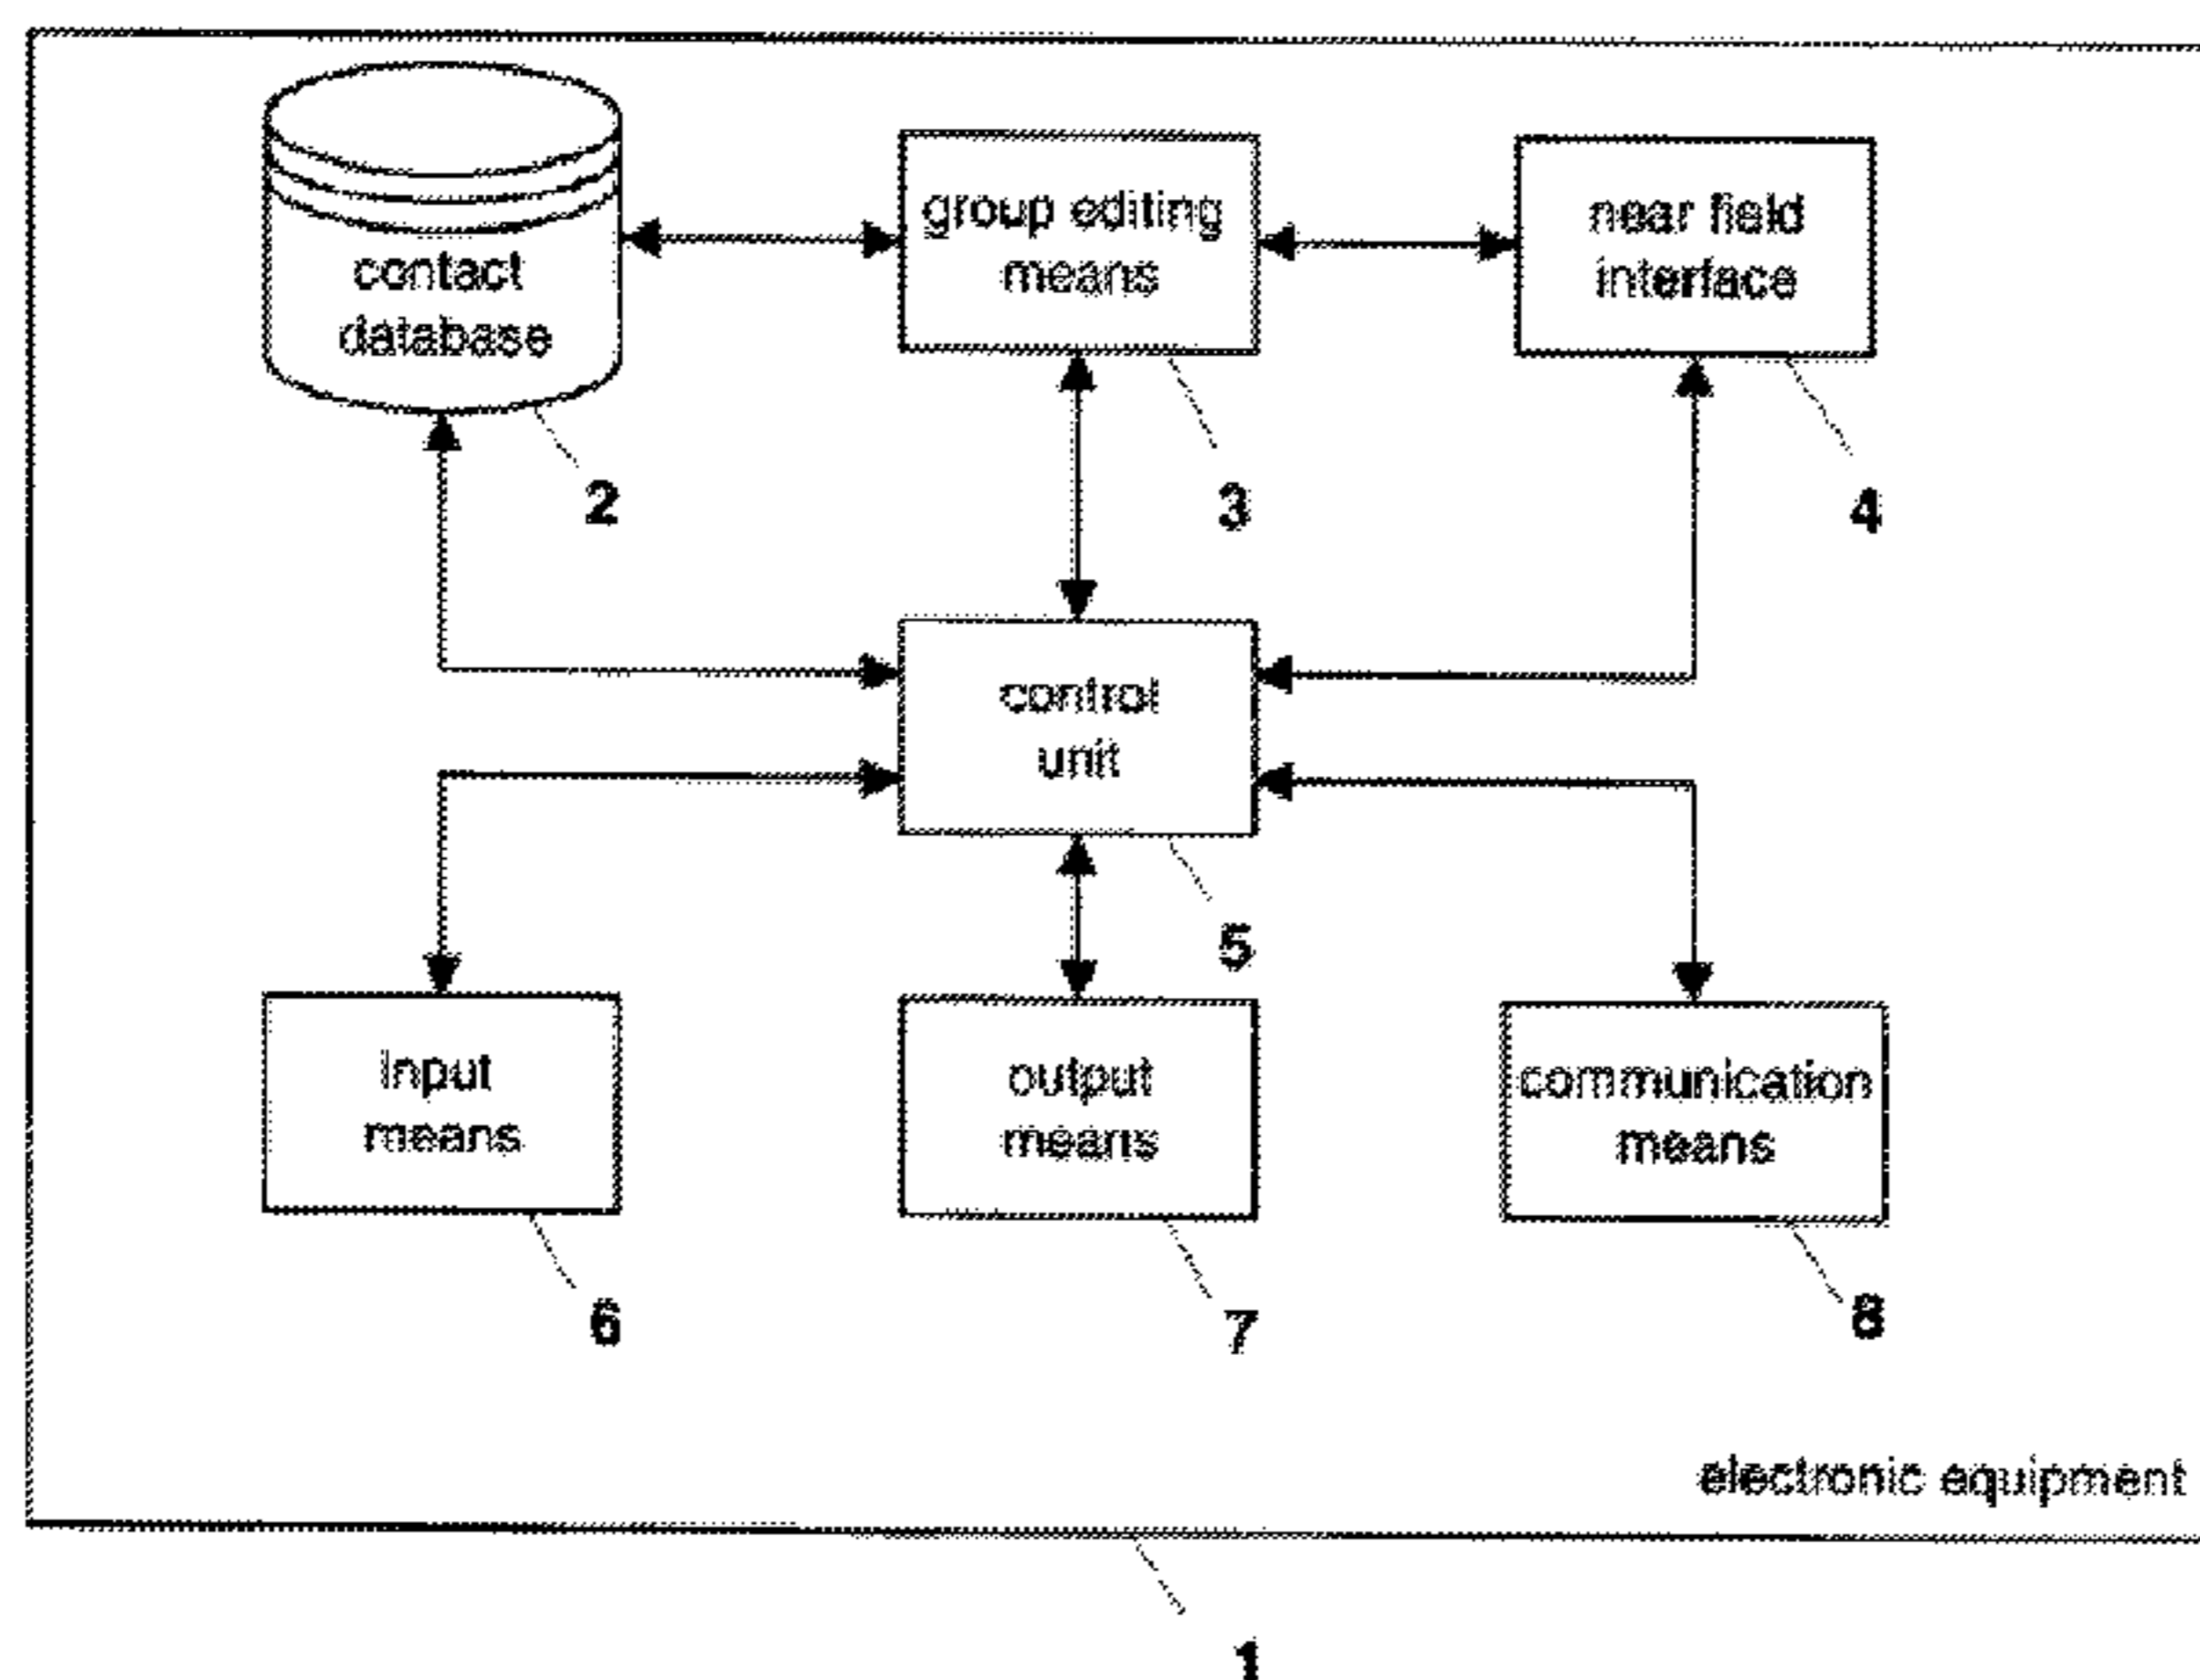 contact
database
group editing
means
near field
interface
2
3
4
control
unit
5
input
means
output
means
communication
means
6
7
8
electronic equipment
1